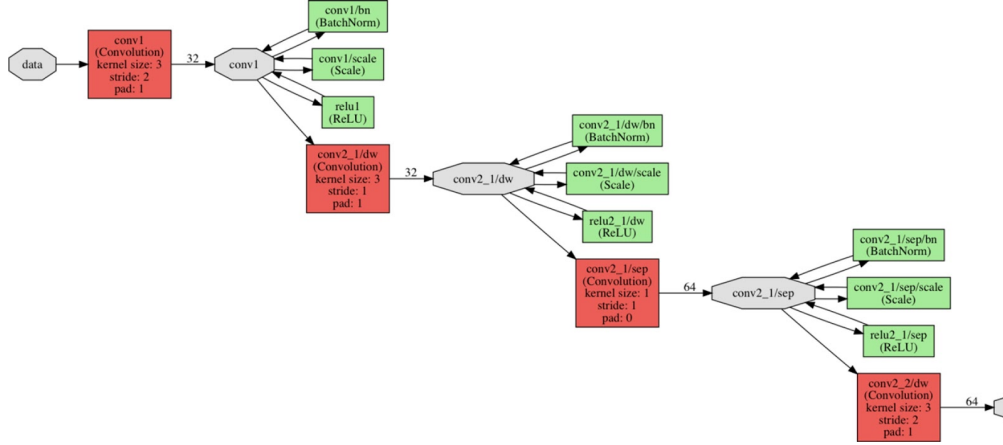 data
conv1
(Convolution)
kernel size: 3
stride: 2
pad: 1
32
conv1
conv1/bn
(BatchNorm)
conv1/scale
(Scale)
relu1
(ReLU)
conv2_1/dw
(Convolution)
kernel size: 3
stride: 1
pad: 1
32
conv2_1/dw
conv2_1/dw/bn
(BatchNorm)
conv2_1/dw/scale
(Scale)
relu2_1/dw
(ReLU)
conv2_1/sep
(Convolution)
kernel size: 1
stride: 1
pad: 0
64
conv2_1/sep
conv2_1/sep/bn
(BatchNorm)
conv2_1/sep/scale
(Scale)
relu2_1/sep
(ReLU)
conv2_2/dw
(Convolution)
kernel size: 3
stride: 2
pad: 1
64